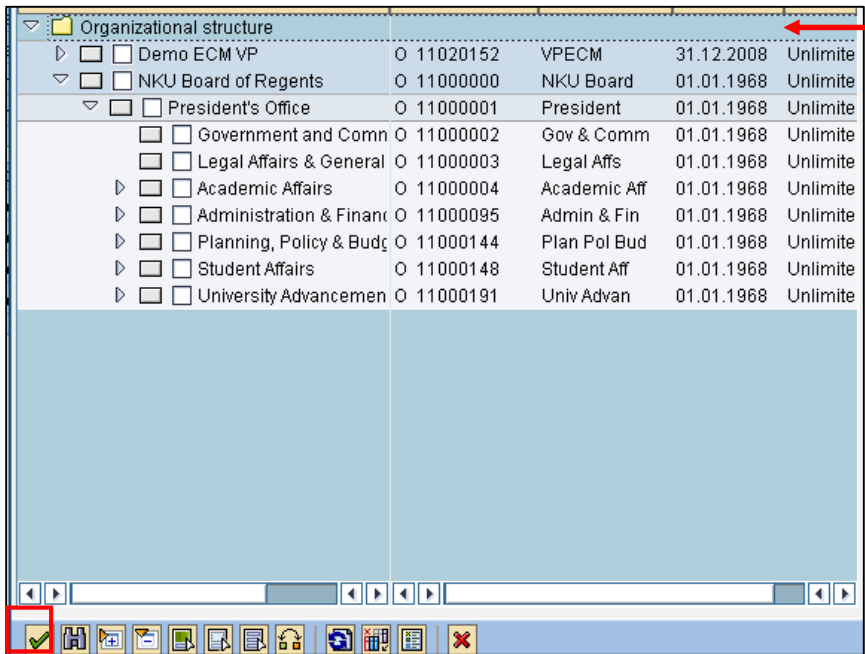 Organizational structure
Demo ECM VP O 11020152 VPECM 31.12.2008 Unlimite
NKU Board of Regents O 11000000 NKU Board 01.01.1968 Unlimite
President's Office O 11000001 President 01.01.1968 Unlimite
Government and Comn O 11000002 Gov & Comm 01.01.1968 Unlimite
Legal Affairs & General O 11000003 Legal Affs 01.01.1968 Unlimite
Academic Affairs O 11000004 Academic Aff 01.01.1968 Unlimite
Administration & Financ O 11000095 Admin & Fin 01.01.1968 Unlimite
Planning, Policy & Budg O 11000144 Plan Pol Bud 01.01.1968 Unlimite
Student Affairs O 11000148 Student Aff 01.01.1968 Unlimite
University Advancemen O 11000191 Univ Advan 01.01.1968 Unlimite